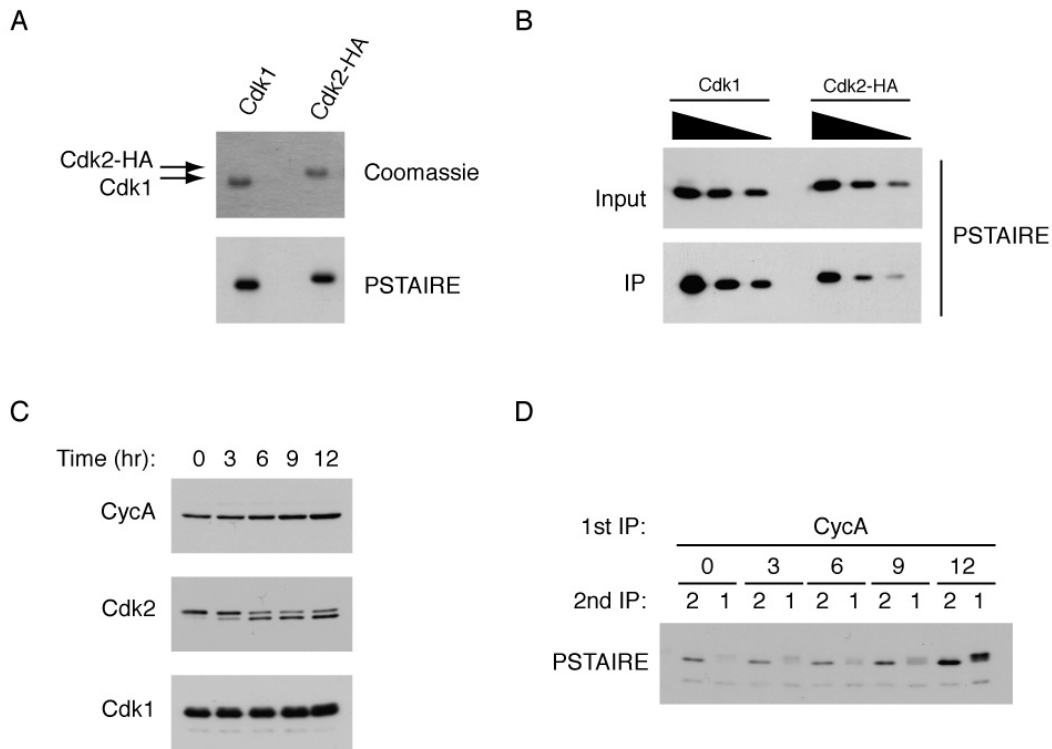 A
Cdk1
Cdk2-HA
Cdk2-HA
Cdk1
Coomassie
PSTAIRE
B
Cdk1
Cdk2-HA
Input
IP
PSTAIRE
C
Time (hr): 0 3 6 9 12
CycA
Cdk2
Cdk1
D
1st IP: CycA
0 3 6 9 12
2nd IP: 2 1 2 1 2 1 2 1 2 1
PSTAIRE